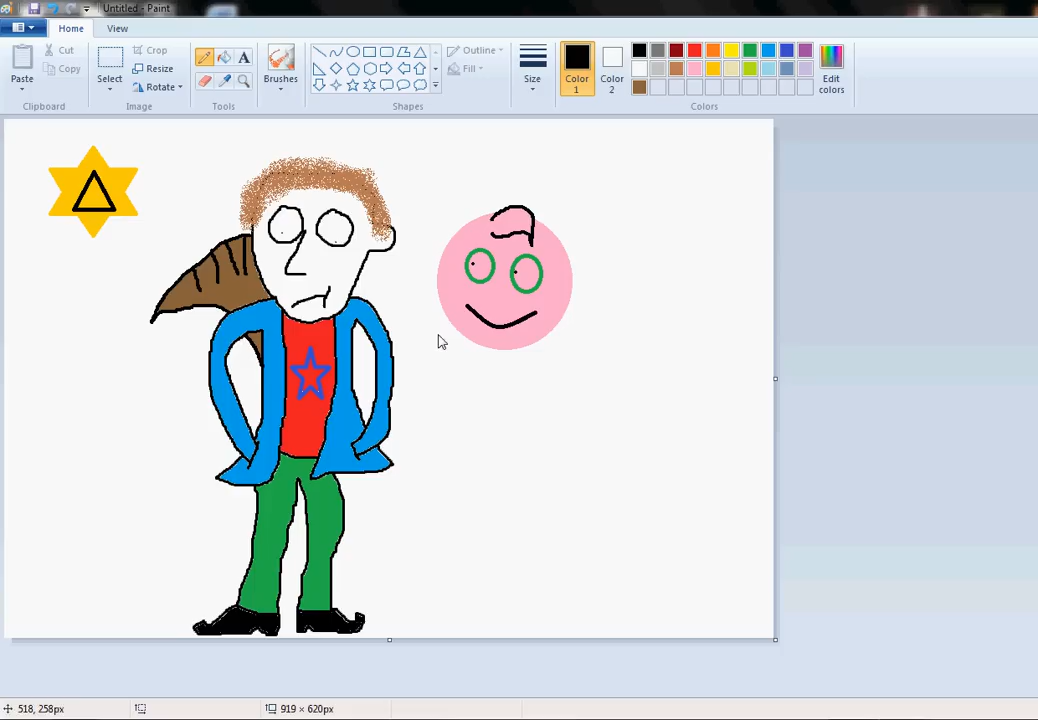 Untitled - Paint
Home View
Paste
Cut
Copy
Clipboard
Select
Crop
Resize
Rotate
Image
A
Tools
Brushes
Outline
Fill
Shapes
Size
Color 1
Color 2
Edit colors
Colors
518, 258px
919 × 620px